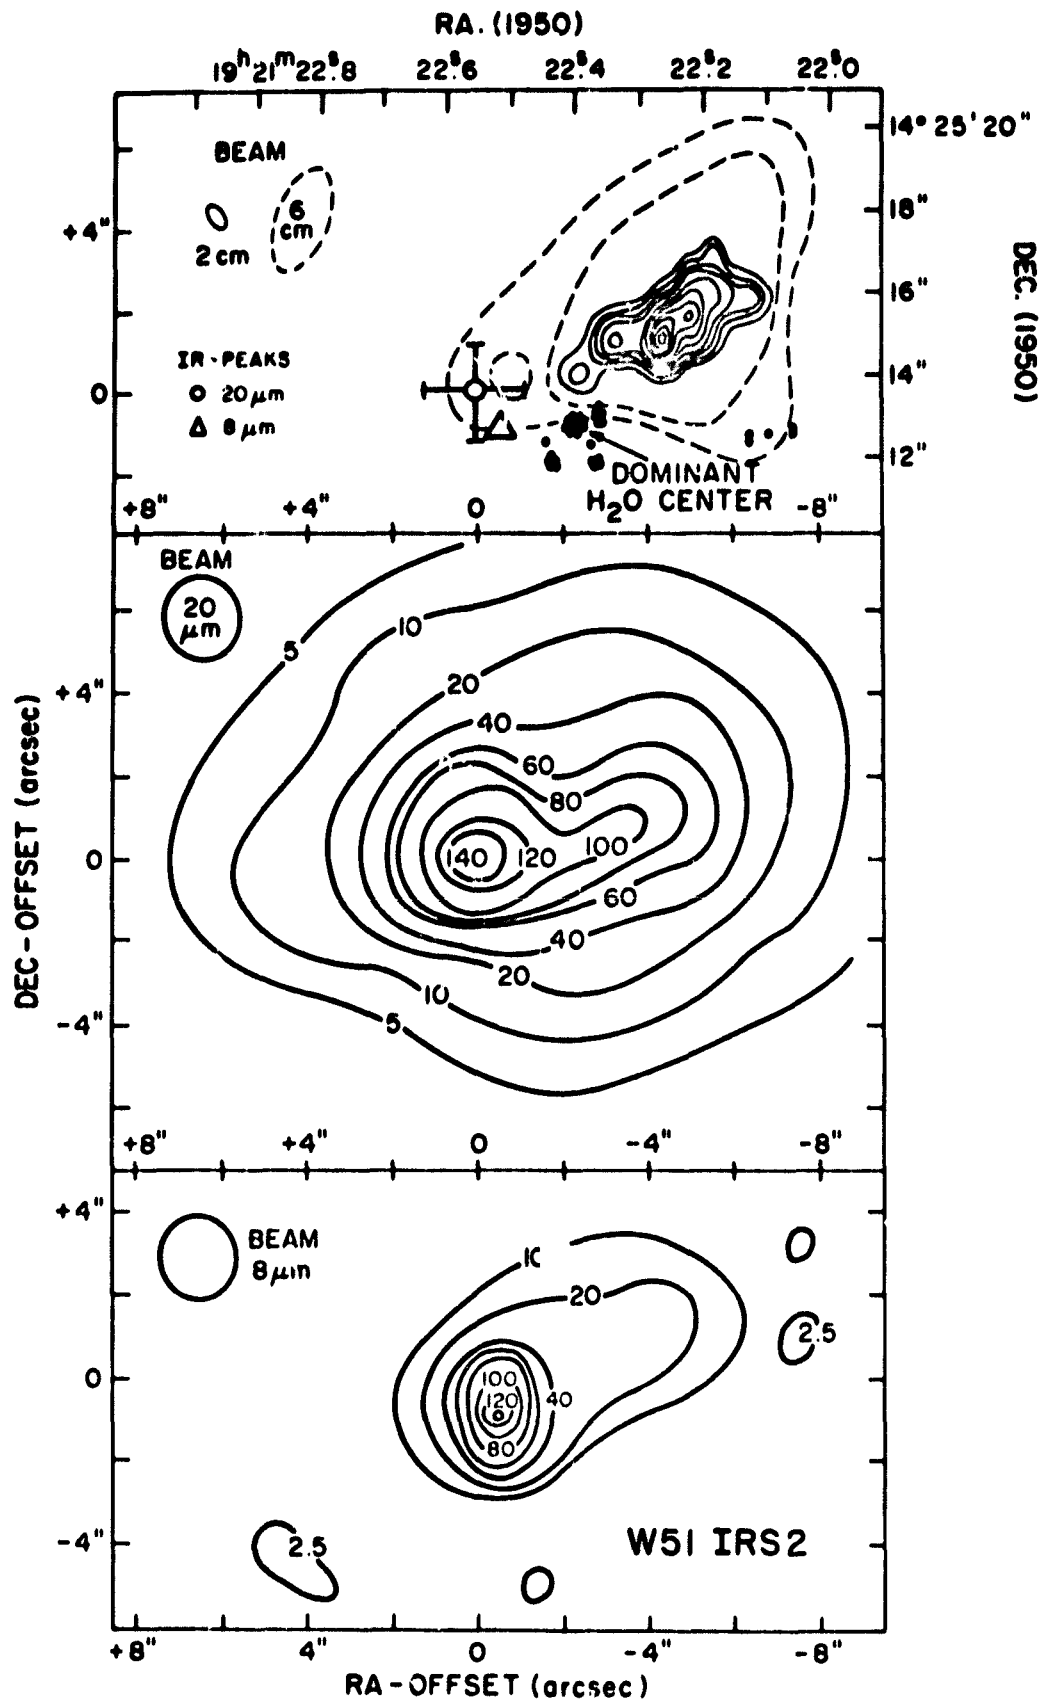 RA. (1950)
19h 21m 22s.8 22s.6 22s.4 22s.2 22s.0
BEAM
2 cm
6 cm
+4"
0
IR-PEAKS
20 μm
8 μm
14° 25' 20"
18"
16"
14"
12"
DEC. (1950)
DOMINANT
H2O CENTER
+8" +4" 0 -8"
BEAM
20
μm
5
10
20
40
60
80
100
120
140
60
40
20
10
5
+4"
0
-4"
DEC-OFFSET (arcsec)
+8" +4" 0 -4" -8"
+4"
0
-4"
BEAM
8 μm
10
20
2.5
100
120
40
80
2.5
W51 IRS2
+8" 4" 0 -4" -8"
RA-OFFSET (arcsec)